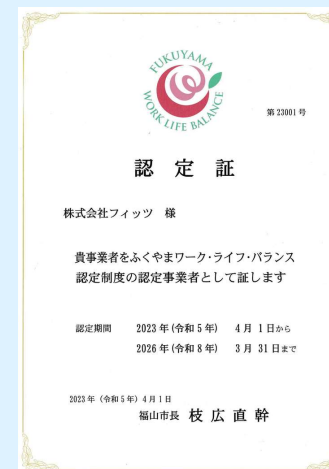 FUKUYAMA
WORK LIFE BALANCE
第 23001 号
認 定 証
株式会社フィッツ 様
貴事業者をふくやまワーク・ライフ・バランス
認定制度の認定事業者として証します
認定期間 2023 年 (令和 5 年) 4 月 1 日から
2026 年 (令和 8 年) 3 月 31 日まで
2023 年 (令和 5 年) 4 月 1 日
福山市長 枝 広 直 幹